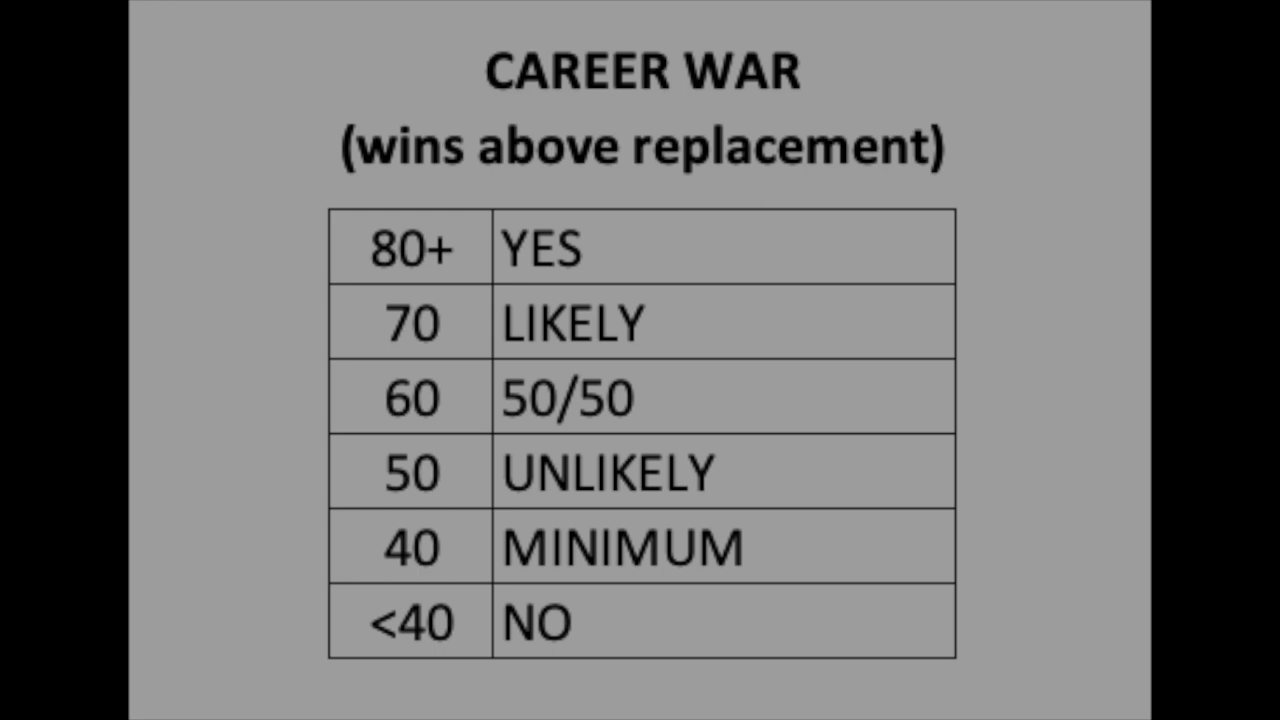 CAREER WAR
(wins above replacement)
80+ YES
70 LIKELY
60 50/50
50 UNLIKELY
40 MINIMUM
<40 NO